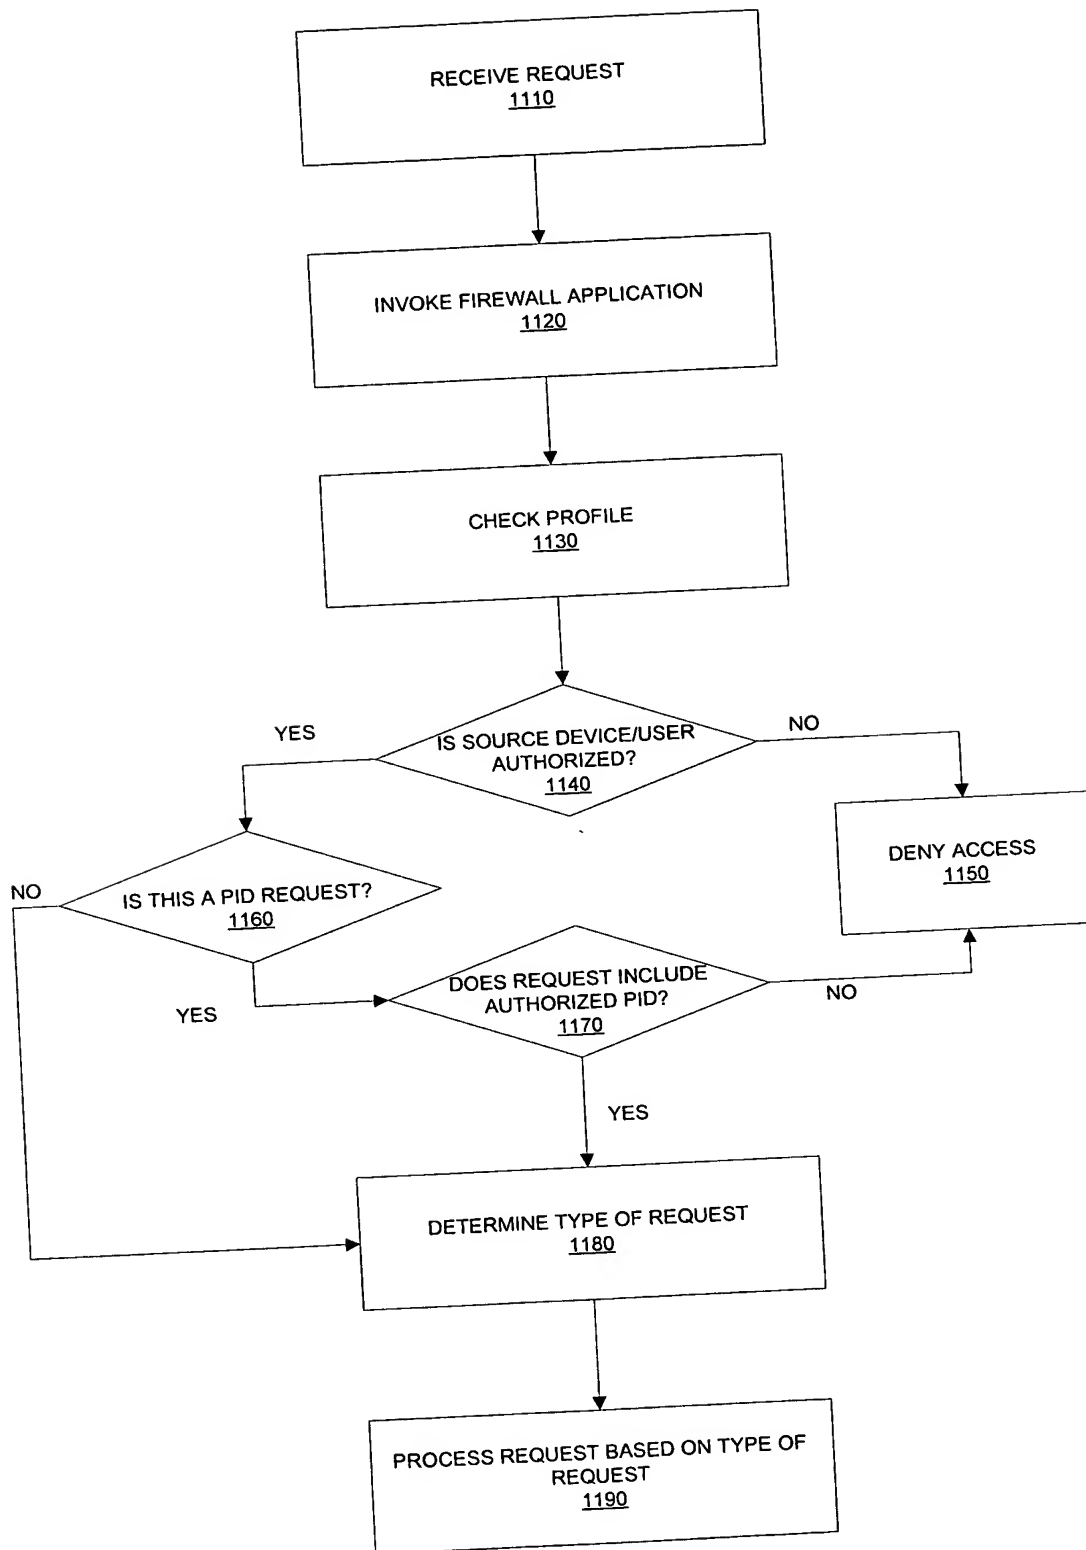 RECEIVE REQUEST
1110
INVOKE FIREWALL APPLICATION
1120
CHECK PROFILE
1130
YES
IS SOURCE DEVICE/USER
AUTHORIZED?
1140
NO
DENY ACCESS
1150
NO
IS THIS A PID REQUEST?
1160
YES
DOES REQUEST INCLUDE
AUTHORIZED PID?
1170
NO
YES
DETERMINE TYPE OF REQUEST
1180
PROCESS REQUEST BASED ON TYPE OF
REQUEST
1190